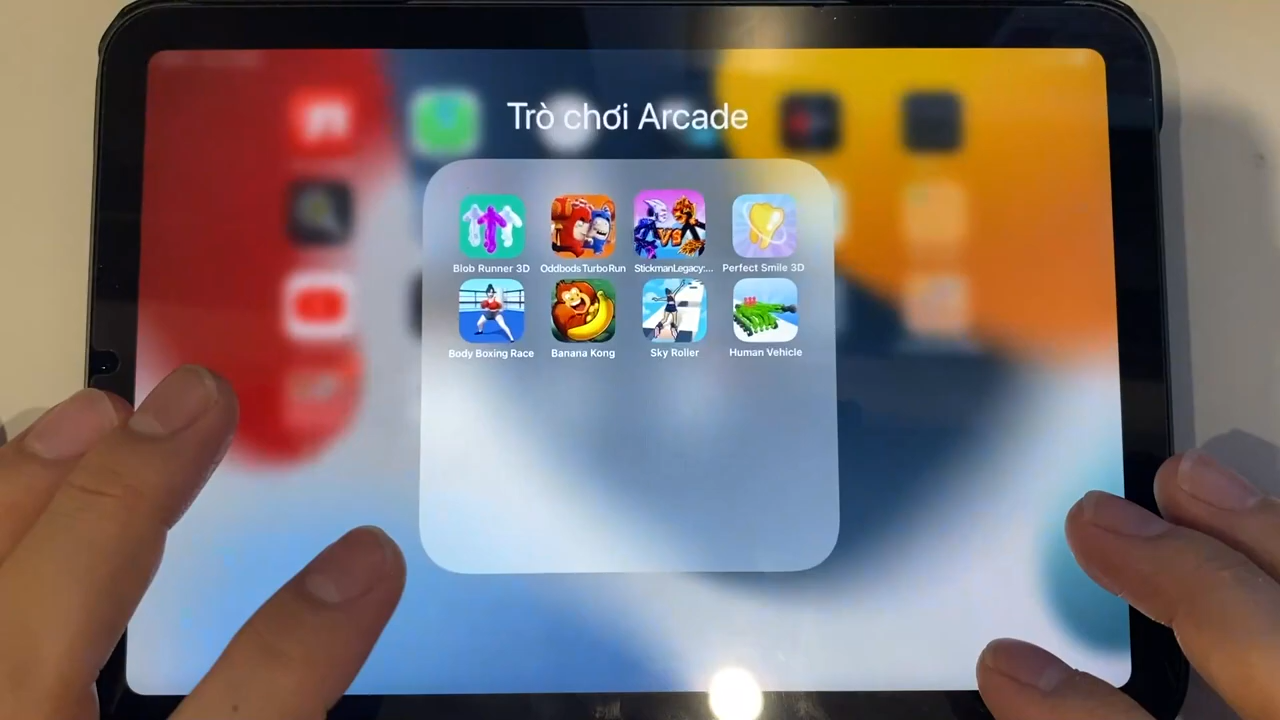 Trò chơi Arcade
VS
Blob Runner 3D
Oddbods Turbo Run
StickmanLegacy:...
Perfect Smile 3D
Body Boxing Race
Banana Kong
Sky Roller
Human Vehicle